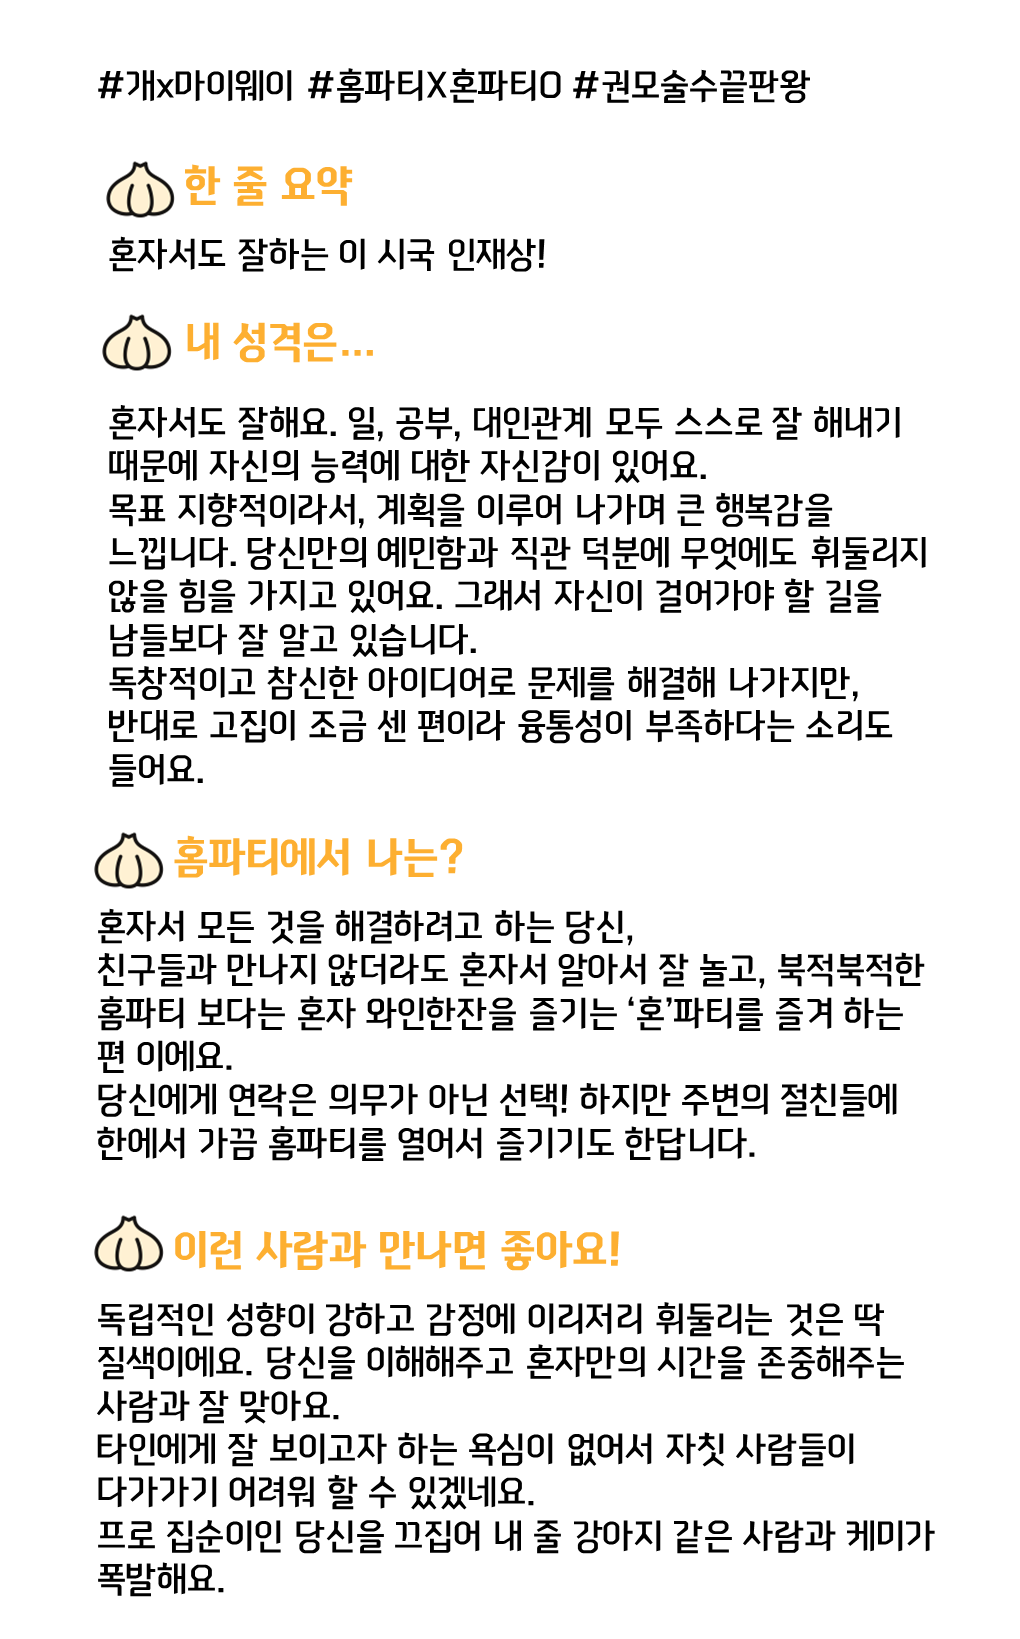 #개x마이웨이 #홈파티X혼파티O #권모술수끝판왕
한 줄 요약
혼자서도 잘하는 이 시국 인재상!
내 성격은...
혼자서도 잘해요. 일, 공부, 대인관계 모두 스스로 잘 해내기
때문에 자신의 능력에 대한 자신감이 있어요.
목표 지향적이라서, 계획을 이루어 나가며 큰 행복감을
느낍니다. 당신만의 예민함과 직관 덕분에 무엇에도 휘둘리지
않을 힘을 가지고 있어요. 그래서 자신이 걸어가야 할 길을
남들보다 잘 알고 있습니다.
독창적이고 참신한 아이디어로 문제를 해결해 나가지만,
반대로 고집이 조금 센 편이라 융통성이 부족하다는 소리도
들어요.
홈파티에서 나는?
혼자서 모든 것을 해결하려고 하는 당신,
친구들과 만나지 않더라도 혼자서 알아서 잘 놀고, 북적북적한
홈파티 보다는 혼자 와인한잔을 즐기는 ‘혼’파티를 즐겨 하는
편 이에요.
당신에게 연락은 의무가 아닌 선택! 하지만 주변의 절친들에
한에서 가끔 홈파티를 열어서 즐기기도 한답니다.
이런 사람과 만나면 좋아요!
독립적인 성향이 강하고 감정에 이리저리 휘둘리는 것은 딱
질색이에요. 당신을 이해해주고 혼자만의 시간을 존중해주는
사람과 잘 맞아요.
타인에게 잘 보이고자 하는 욕심이 없어서 자칫 사람들이
다가가기 어려워 할 수 있겠네요.
프로 집순이인 당신을 끄집어 내 줄 강아지 같은 사람과 케미가
폭발해요.